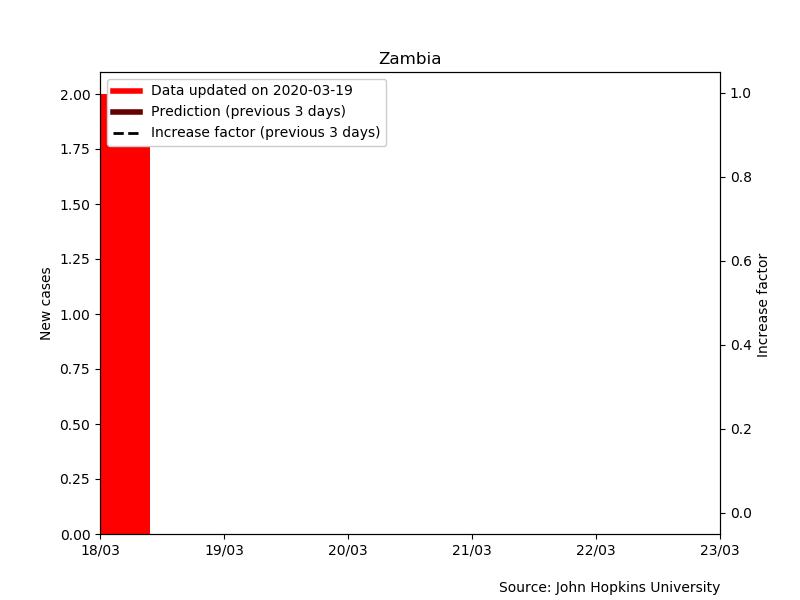 Zambia
Data updated on 2020-03-19
Prediction (previous 3 days)
Increase factor (previous 3 days)
New cases
2.00
1.75
1.50
1.25
1.00
0.75
0.50
0.25
0.00
1.0
0.8
0.6
0.4
0.2
0.0
Increase factor
18/03 19/03 20/03 21/03 22/03 23/03
Source: John Hopkins University